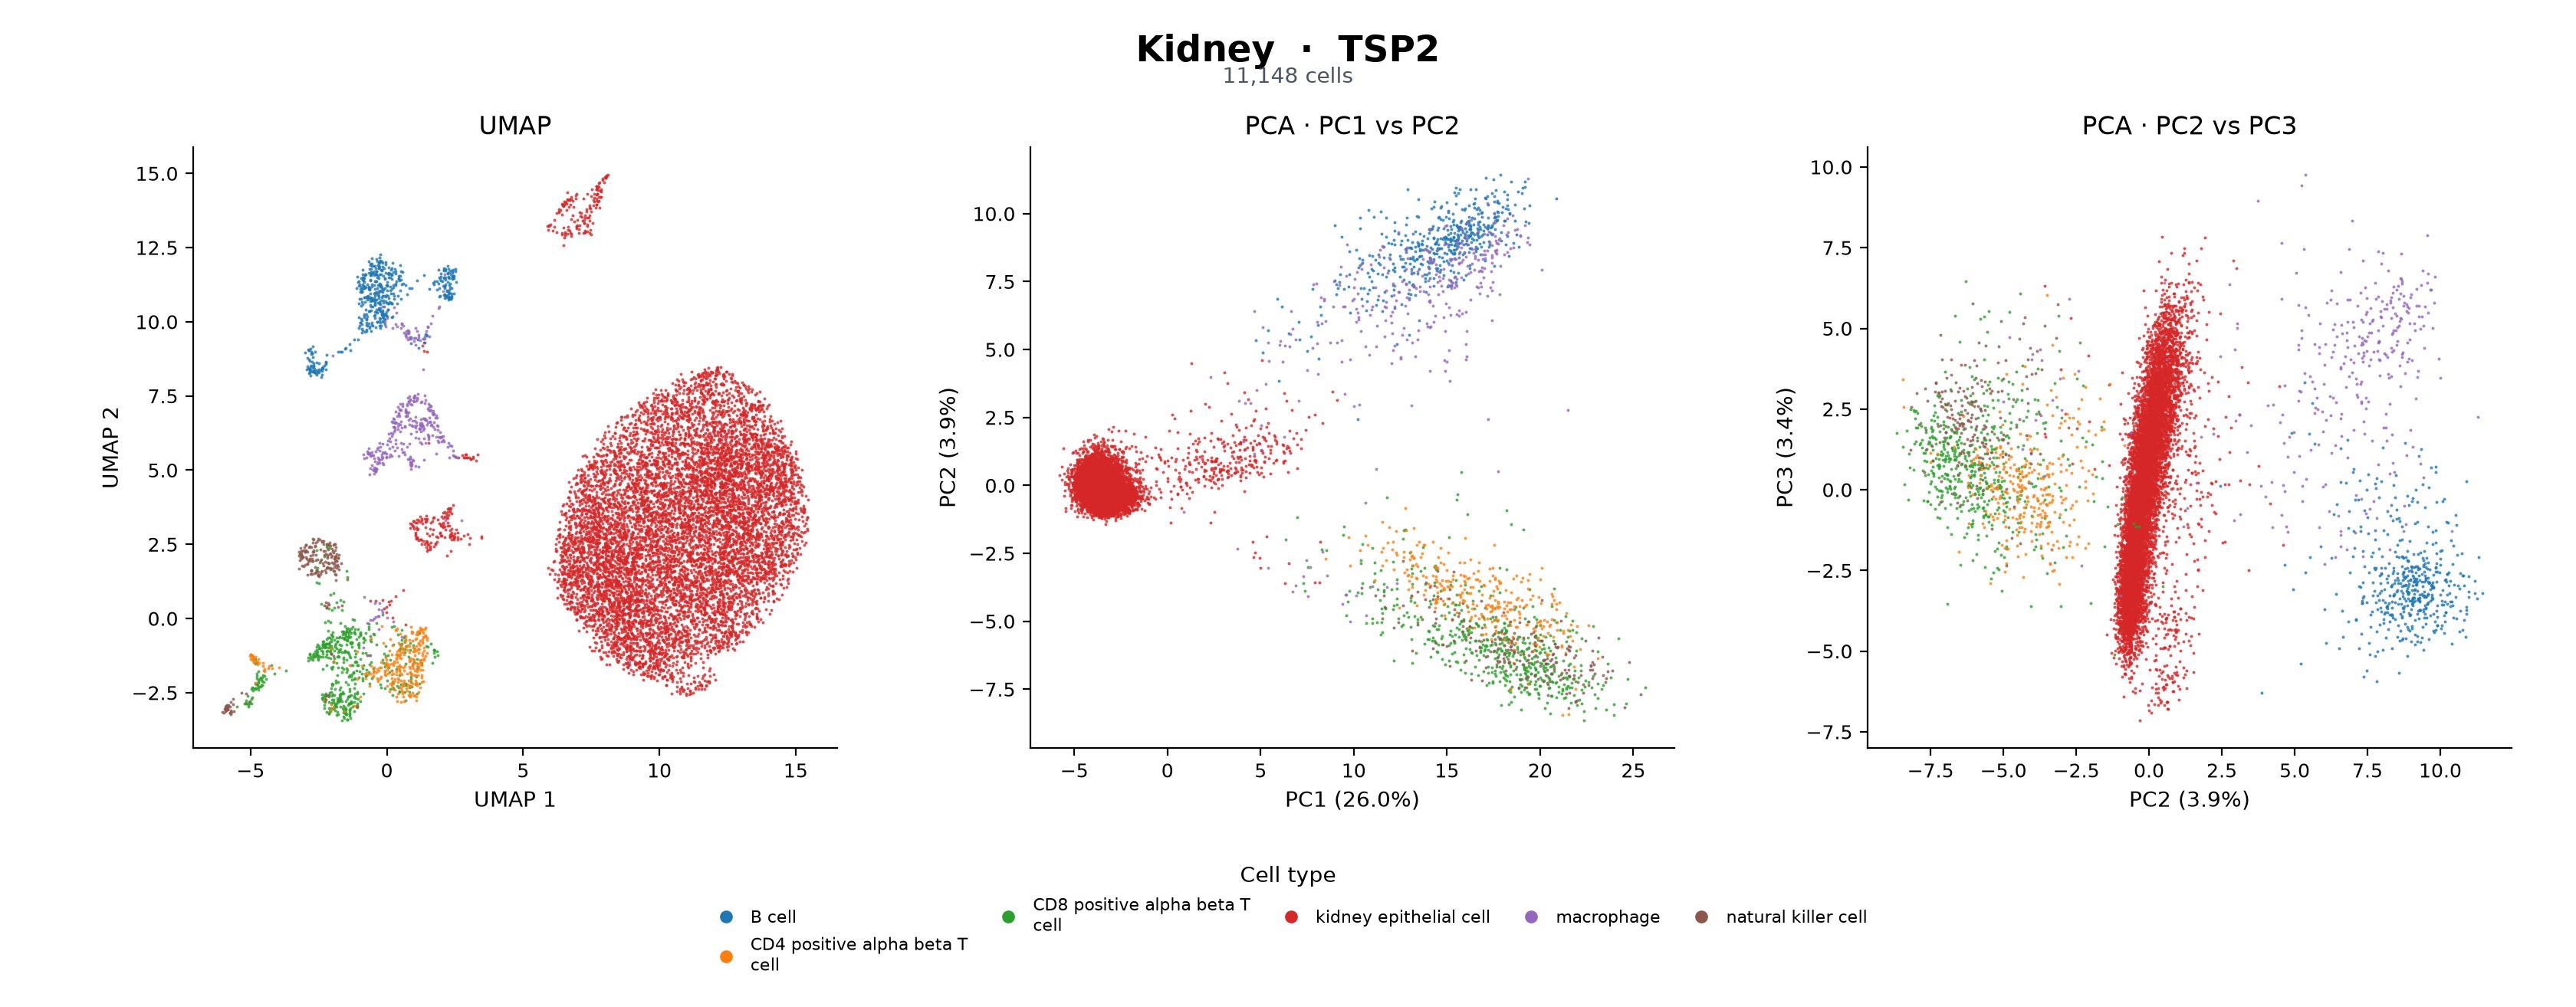 Kidney · TSP2
11,148 cells
UMAP
15.0
12.5
10.0
7.5
5.0
2.5
0.0
−2.5
−5
0
5
10
15
UMAP 1
UMAP 2
PCA · PC1 vs PC2
10.0
7.5
5.0
2.5
0.0
−2.5
−5.0
−7.5
−5
0
5
10
15
20
25
PC1 (26.0%)
PC2 (3.9%)
PCA · PC2 vs PC3
10.0
7.5
5.0
2.5
0.0
−2.5
−5.0
−7.5
−7.5
−5.0
−2.5
0.0
2.5
5.0
7.5
10.0
PC2 (3.9%)
PC3 (3.4%)
Cell type
B cell
CD4 positive alpha beta T
cell
CD8 positive alpha beta T
cell
kidney epithelial cell
macrophage
natural killer cell